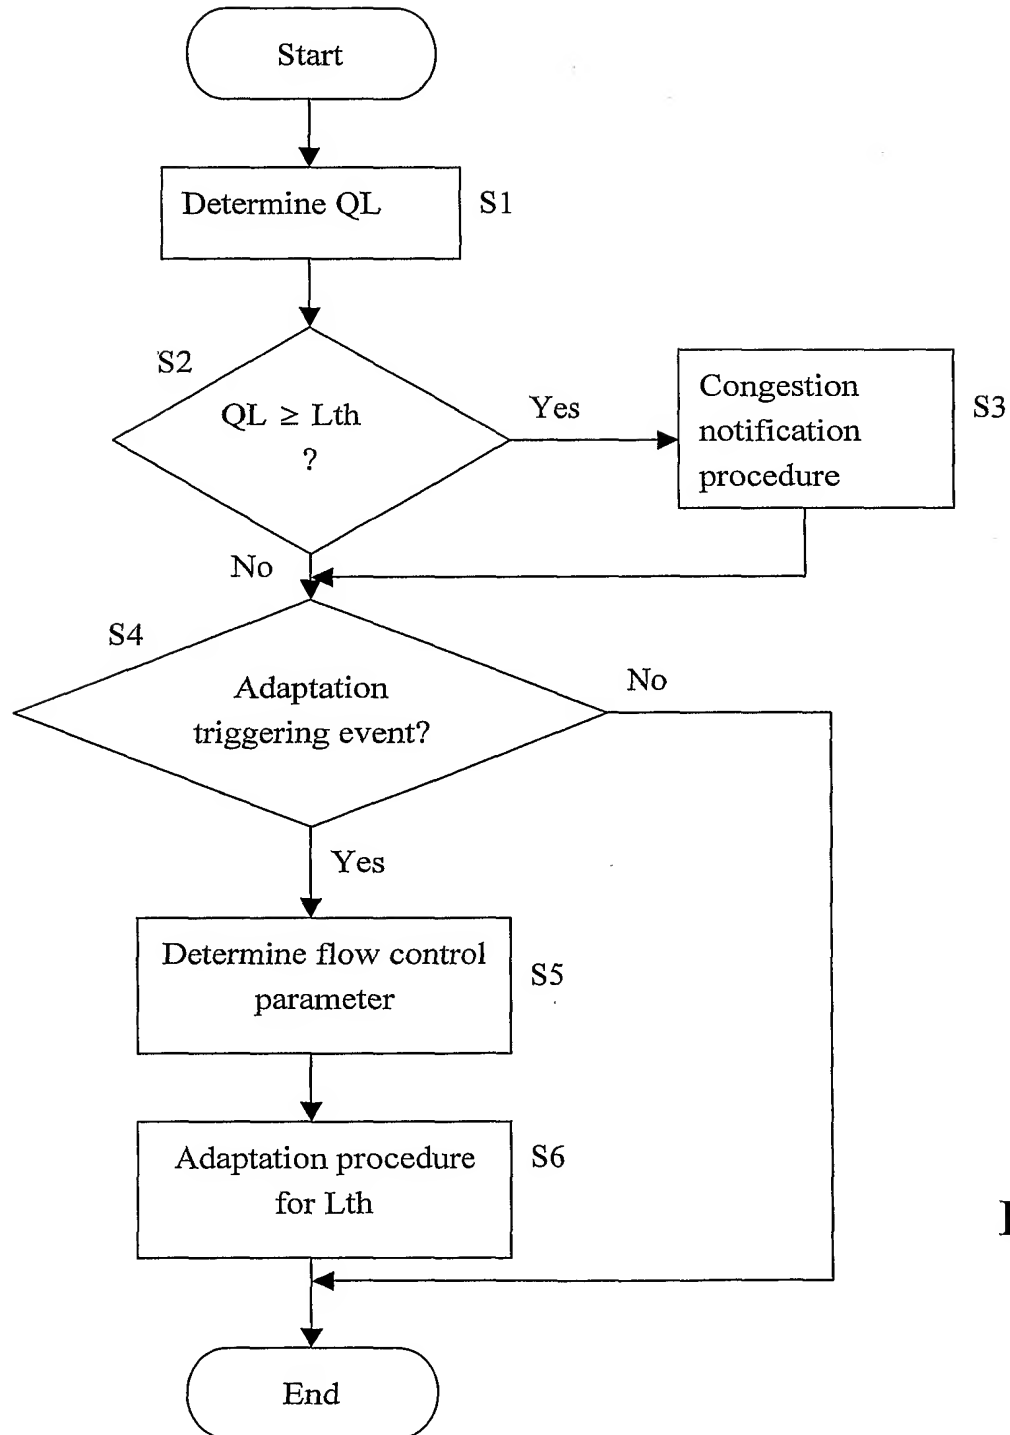 Start
Determine QL
S1
S2
QL ≥ Lth
?
Yes
Congestion
notification
procedure
S3
No
S4
Adaptation
triggering event?
No
Yes
Determine flow control
parameter
S5
Adaptation procedure
for Lth
S6
End